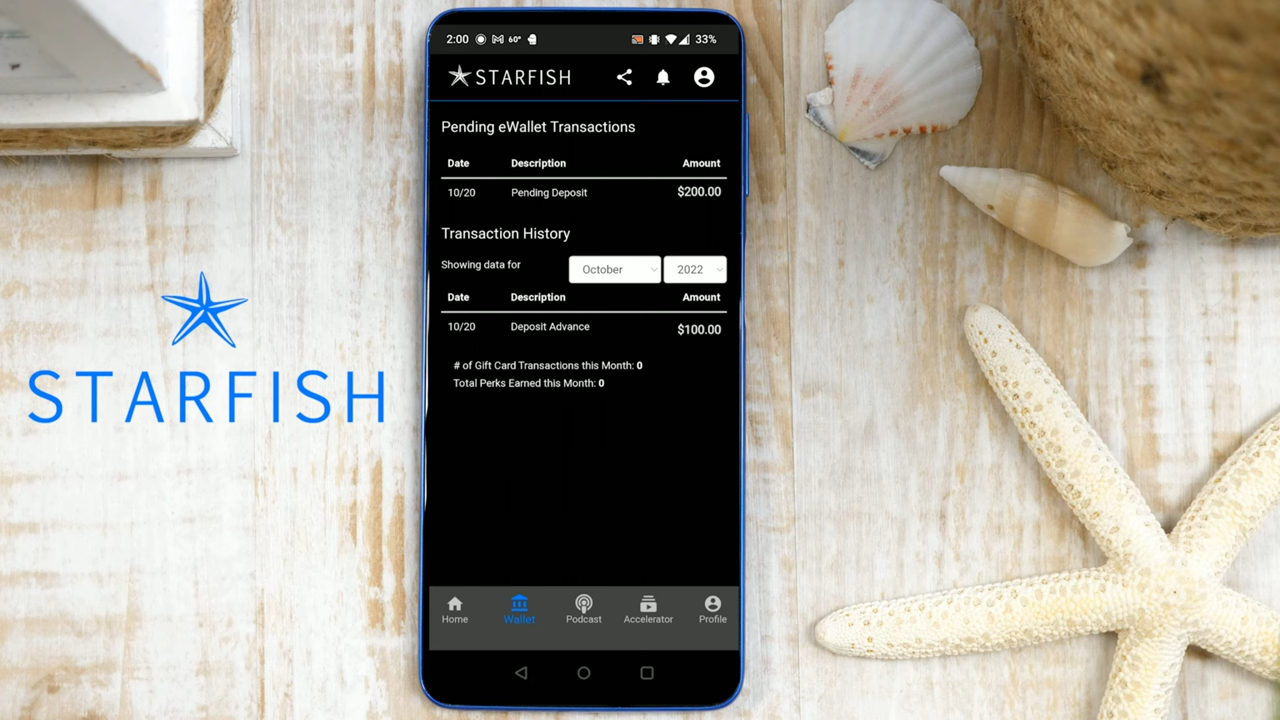 STARFISH
2:00 60° 33%
STARFISH
Pending eWallet Transactions
Date Description Amount
10/20 Pending Deposit $200.00
Transaction History
Showing data for October 2022
Date Description Amount
10/20 Deposit Advance $100.00
# of Gift Card Transactions this Month: 0
Total Perks Earned this Month: 0
Home Wallet Podcast Accelerator Profile